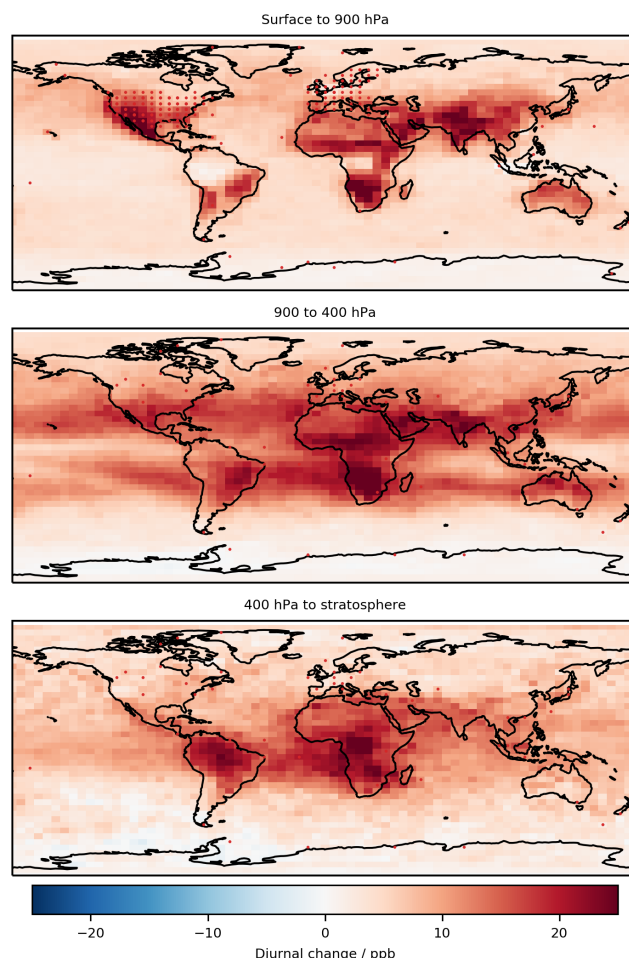 Surface to 900 hPa
900 to 400 hPa
400 hPa to stratosphere
−20 −10 0 10 20
Diurnal change / ppb